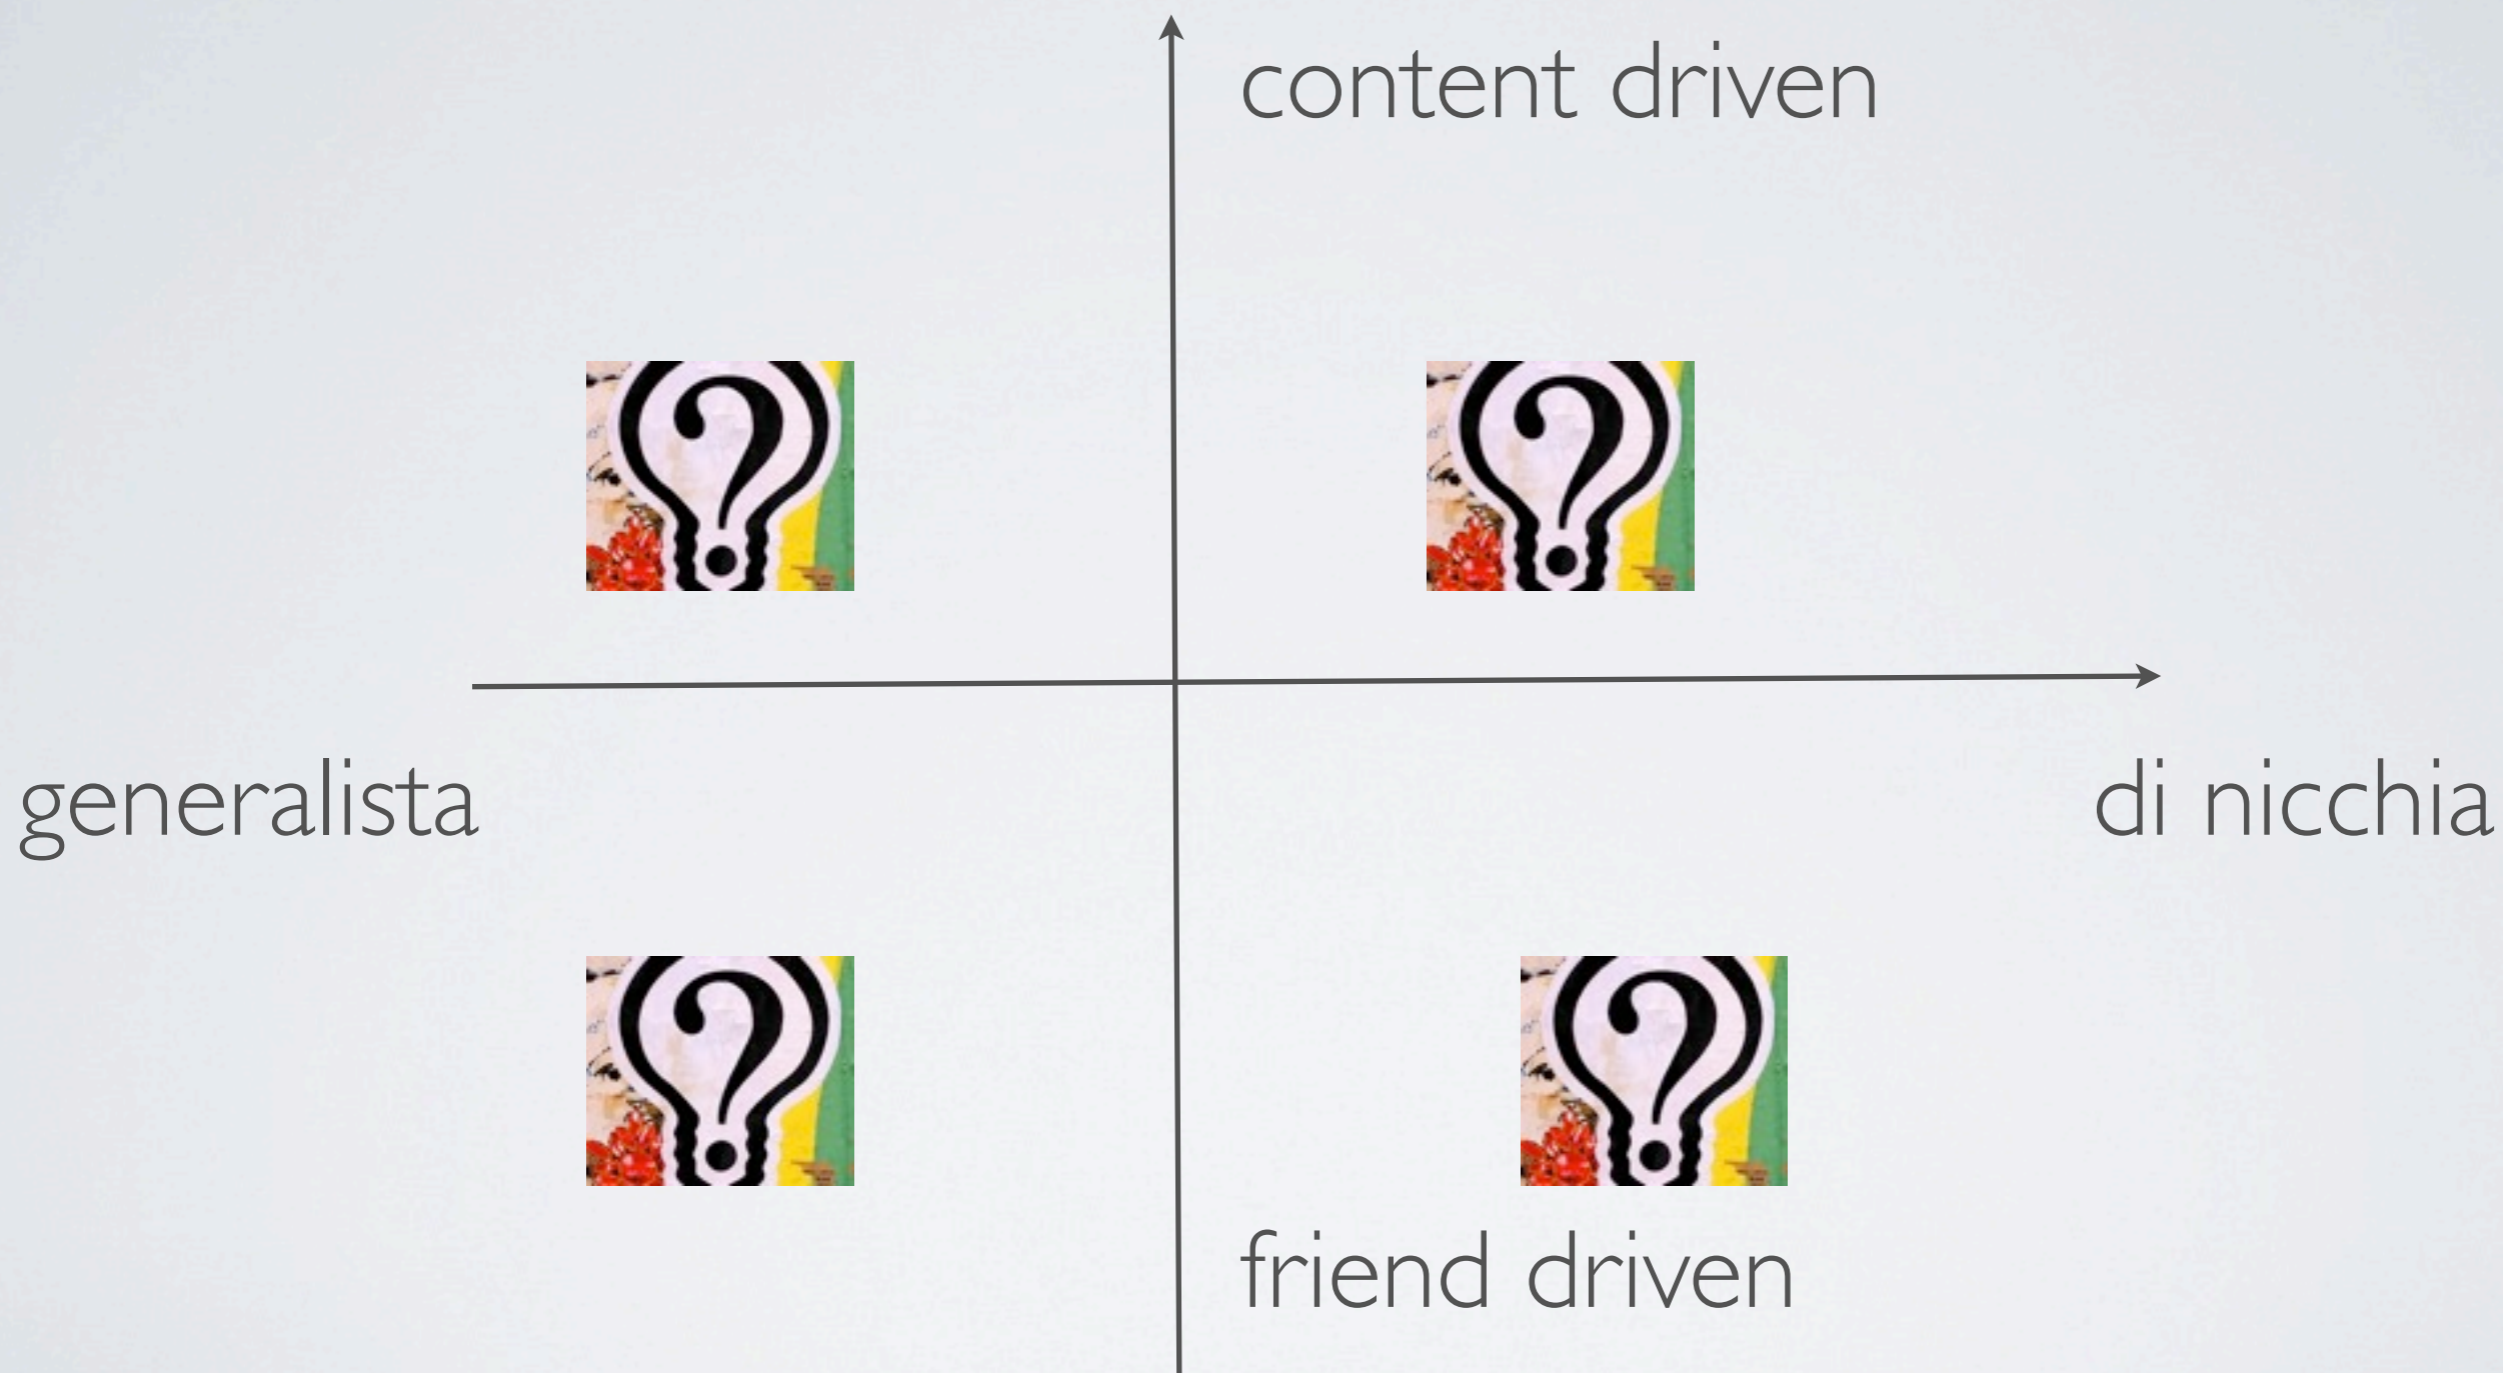 content driven
generalista
di nicchia
friend driven